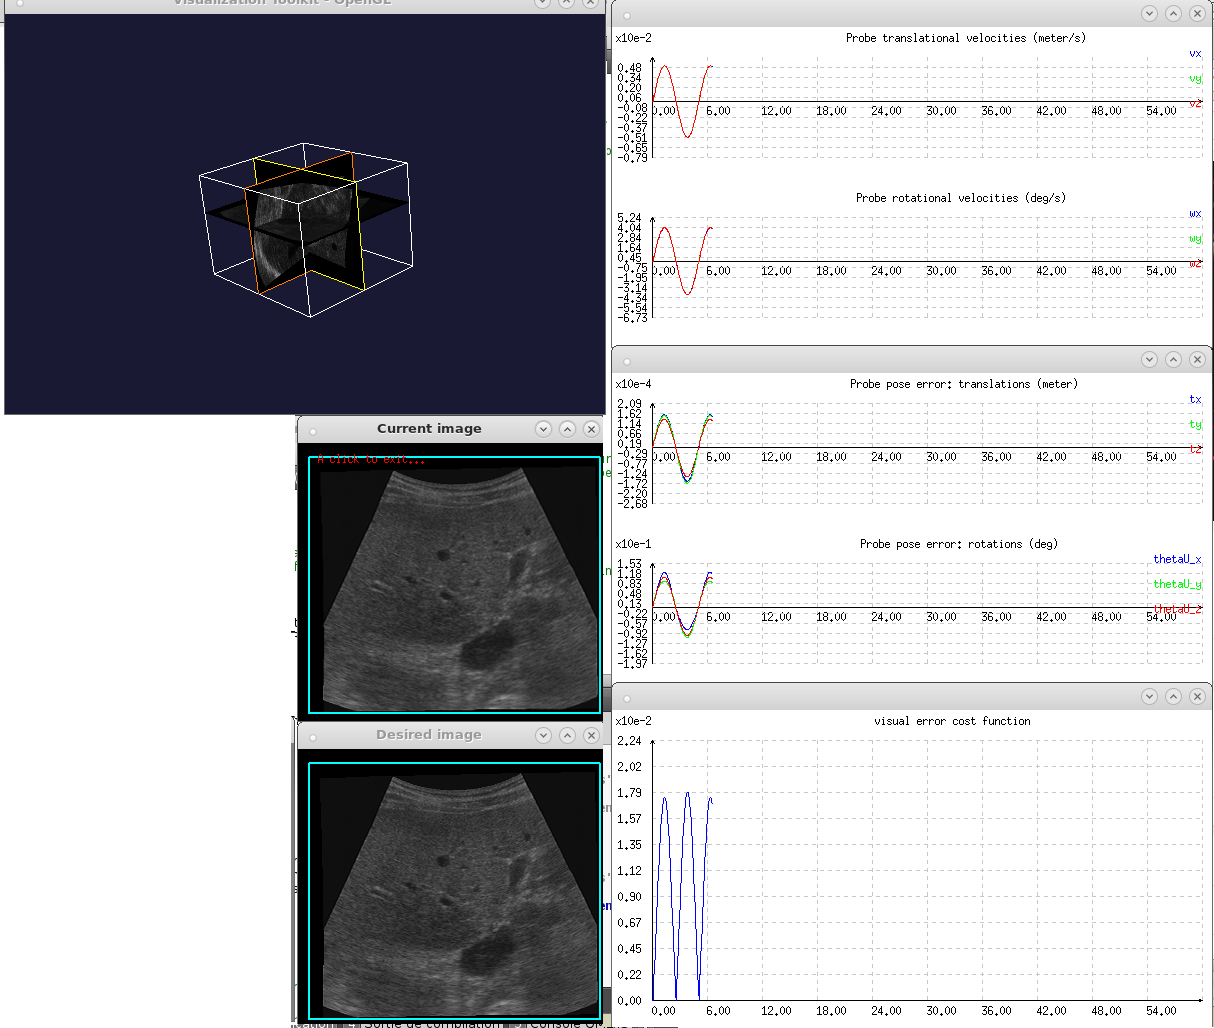 Visualization Toolkit - OpenGL
x10e-2
Probe translational velocities (meter/s)
vx
vy
vz
0.48
0.34
0.20
0.06
-0.08
-0.22
-0.37
-0.51
-0.65
-0.79
0.00 6.00 12.00 18.00 24.00 30.00 36.00 42.00 48.00 54.00
Probe rotational velocities (deg/s)
wx
wy
wz
5.24
4.04
2.84
1.64
0.45
-0.75
-1.95
-3.14
-4.34
-5.54
-6.73
0.00 6.00 12.00 18.00 24.00 30.00 36.00 42.00 48.00 54.00
x10e-4
Probe pose error: translations (meter)
tx
ty
tz
2.09
1.62
1.14
0.66
0.19
-0.29
-0.77
-1.24
-1.72
-2.20
-2.68
0.00 6.00 12.00 18.00 24.00 30.00 36.00 42.00 48.00 54.00
x10e-1
Probe pose error: rotations (deg)
thetaU_x
thetaU_y
thetaU_z
1.53
1.18
0.83
0.48
0.13
-0.22
-0.57
-0.92
-1.27
-1.62
-1.97
0.00 6.00 12.00 18.00 24.00 30.00 36.00 42.00 48.00 54.00
x10e-2
visual error cost function
2.24
2.02
1.79
1.57
1.35
1.12
0.90
0.67
0.45
0.22
0.00
0.00 6.00 12.00 18.00 24.00 30.00 36.00 42.00 48.00 54.00
Current image
A click to exit...
Desired image
4 Sortie de compilation 5 Console